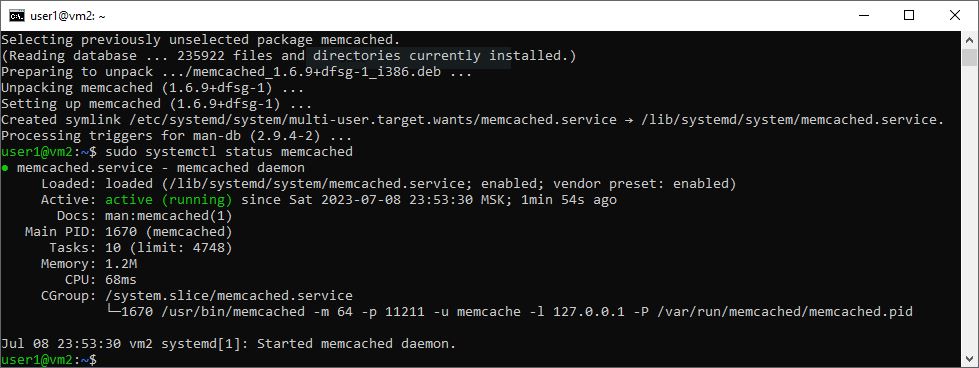 user1@vm2: ~
Selecting previously unselected package memcached.
(Reading database ... 235922 files and directories currently installed.)
Preparing to unpack .../memcached_1.6.9+dfsg-1_i386.deb ...
Unpacking memcached (1.6.9+dfsg-1) ...
Setting up memcached (1.6.9+dfsg-1) ...
Created symlink /etc/systemd/system/multi-user.target.wants/memcached.service → /lib/systemd/system/memcached.service.
Processing triggers for man-db (2.9.4-2) ...
user1@vm2:~$ sudo systemctl status memcached
● memcached.service - memcached daemon
     Loaded: loaded (/lib/systemd/system/memcached.service; enabled; vendor preset: enabled)
     Active: active (running) since Sat 2023-07-08 23:53:30 MSK; 1min 54s ago
       Docs: man:memcached(1)
   Main PID: 1670 (memcached)
      Tasks: 10 (limit: 4748)
     Memory: 1.2M
        CPU: 68ms
     CGroup: /system.slice/memcached.service
             └─1670 /usr/bin/memcached -m 64 -p 11211 -u memcache -l 127.0.0.1 -P /var/run/memcached/memcached.pid
Jul 08 23:53:30 vm2 systemd[1]: Started memcached daemon.
user1@vm2:~$